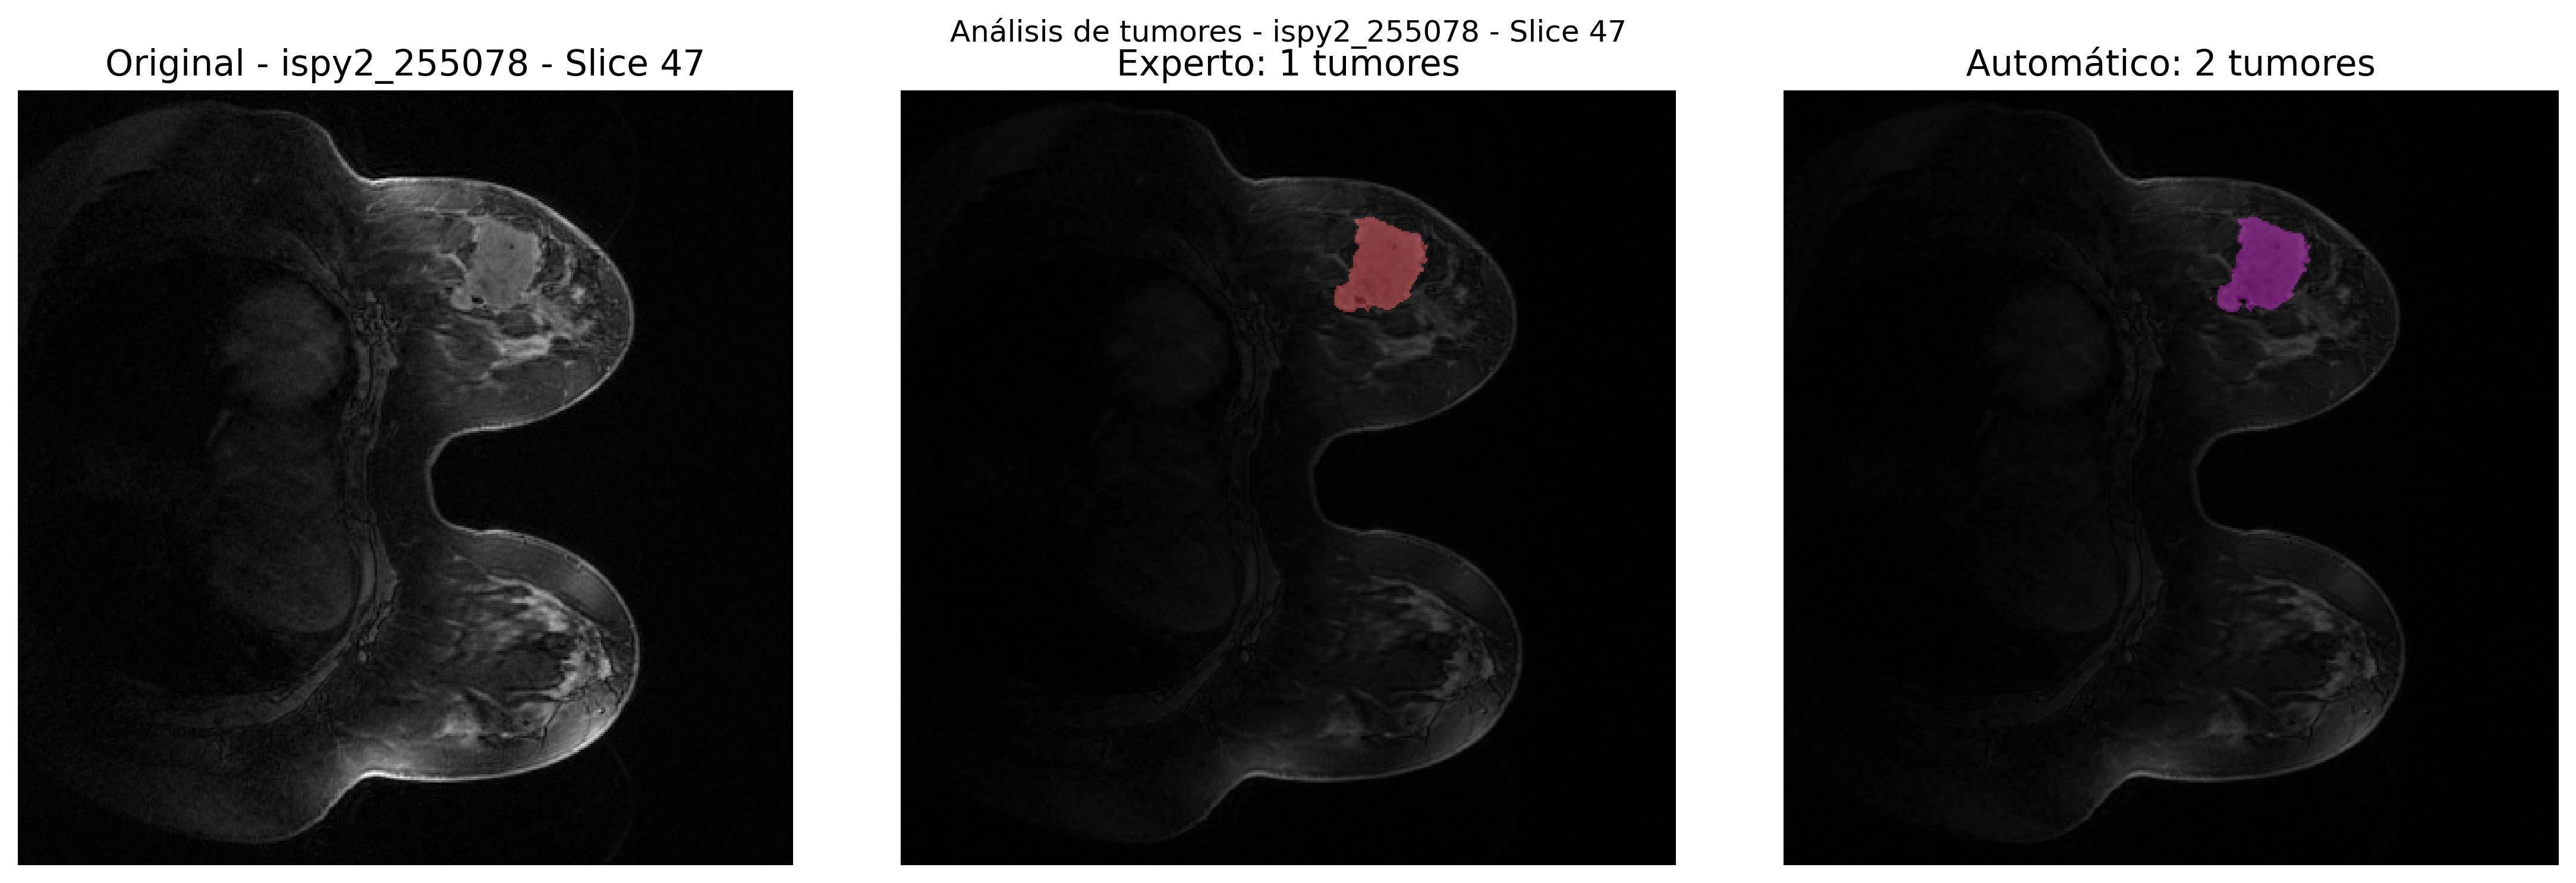 Análisis de tumores - ispy2_255078 - Slice 47
Original - ispy2_255078 - Slice 47
Experto: 1 tumores
Automático: 2 tumores